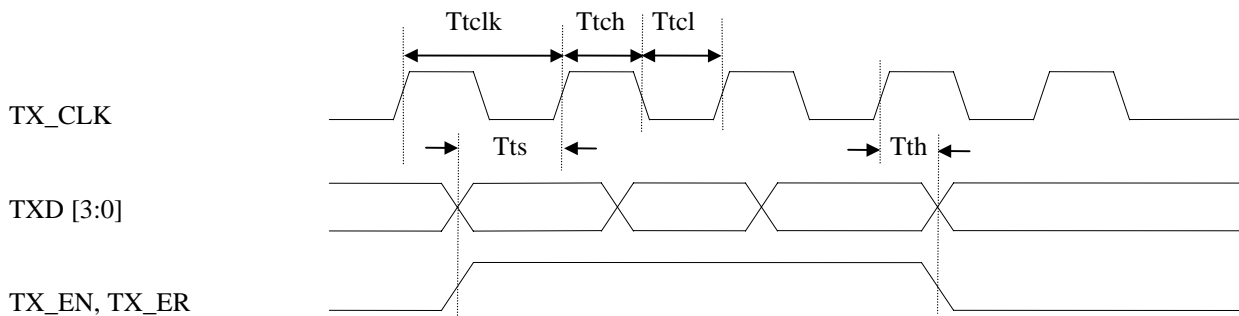 Ttclk Ttch Ttcl
TX_CLK
Tts Tth
TXD [3:0]
TX_EN, TX_ER